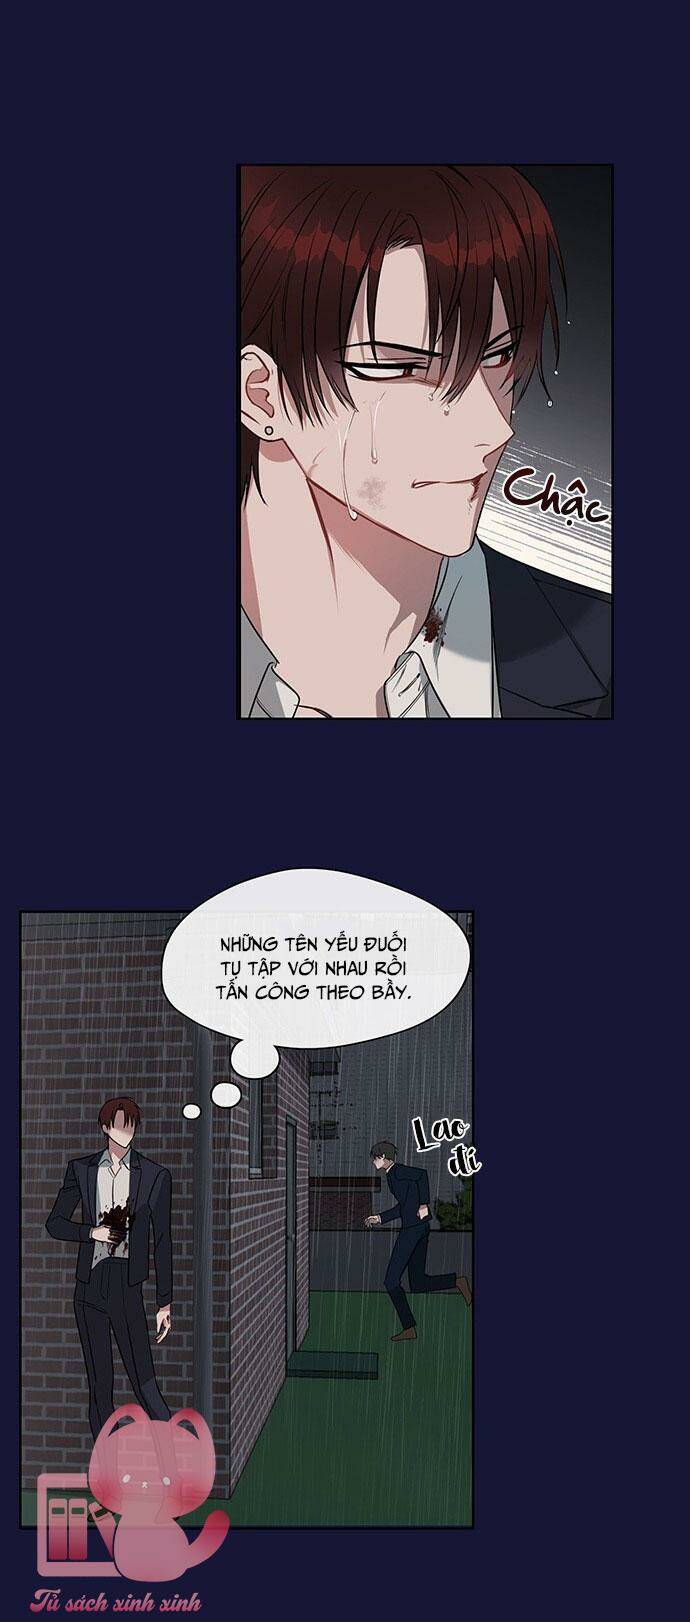 Chậc
NHỮNG TÊN YẾU ĐUỐI
TỤ TẬP VỚI NHAU RỒI
TẤN CÔNG THEO BẦY.
Lao
đi
Tủ sách xinh xinh